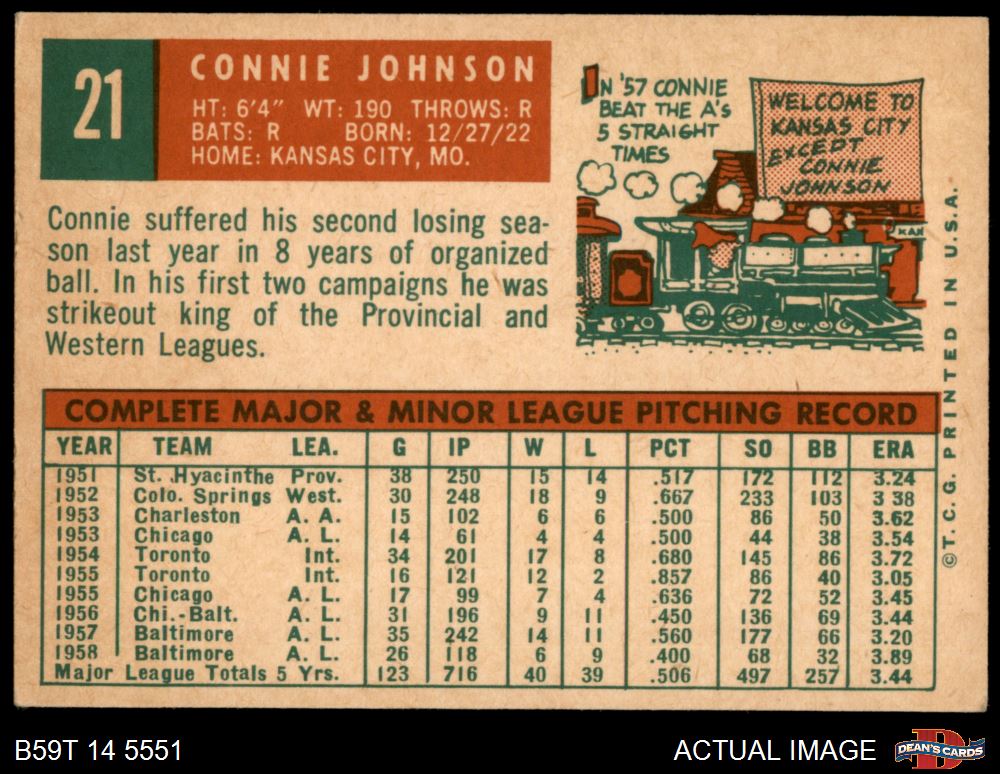 21
CONNIE JOHNSON
HT: 6'4" WT: 190 THROWS: R
BATS: R BORN: 12/27/22
HOME: KANSAS CITY, MO.
Connie suffered his second losing sea-
son last year in 8 years of organized
ball. In his first two campaigns he was
strikeout king of the Provincial and
Western Leagues.
IN '57 CONNIE
BEAT THE A's
5 STRAIGHT
TIMES
WELCOME TO
KANSAS CITY
EXCEPT
CONNIE
JOHNSON
KAN
©T. C. G. PRINTED IN U.S.A.
COMPLETE MAJOR & MINOR LEAGUE PITCHING RECORD
YEAR TEAM LEA. G IP W L PCT SO BB ERA
1951 St. Hyacinthe Prov. 38 250 15 14 .517 172 112 3.24
1952 Colo. Springs West. 30 248 18 9 .667 233 103 3 38
1953 Charleston A. A. 15 102 6 6 .500 86 50 3.62
1953 Chicago A. L. 14 61 4 4 .500 44 38 3.54
1954 Toronto Int. 34 201 17 8 .680 145 86 3.72
1955 Toronto Int. 16 121 12 2 .857 86 40 3.05
1955 Chicago A. L. 17 99 7 4 .636 72 52 3.45
1956 Chi.-Balt. A. L. 31 196 9 11 .450 136 69 3.44
1957 Baltimore A. L. 35 242 14 11 .560 177 66 3.20
1958 Baltimore A. L. 26 118 6 9 .400 68 32 3.89
Major League Totals 5 Yrs. 123 716 40 39 .506 497 257 3.44
B59T 14 5551
ACTUAL IMAGE
D
DEAN'S CARDS